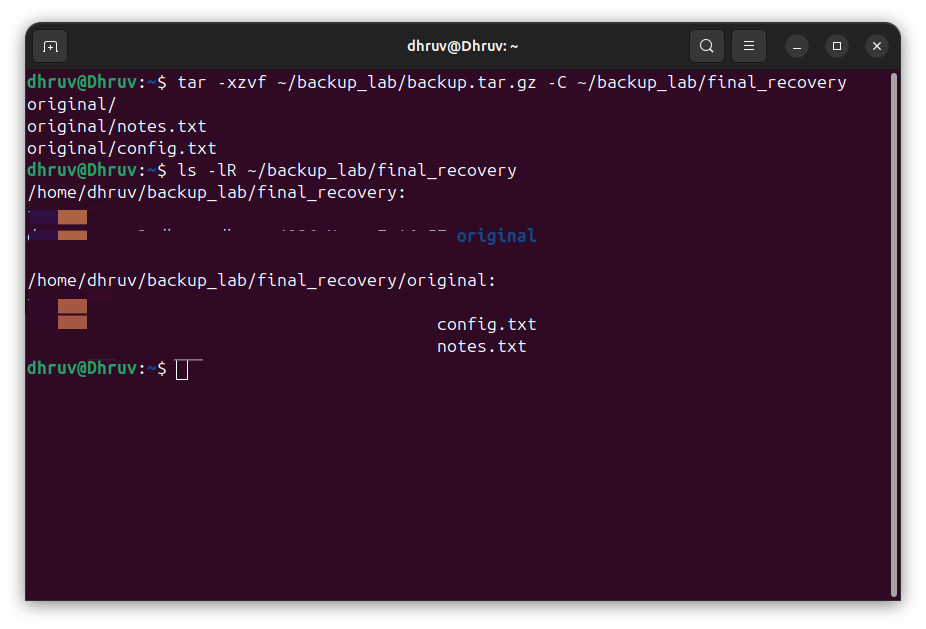 dhruv@Dhruv: ~
dhruv@Dhruv:~$ tar -xzvf ~/backup_lab/backup.tar.gz -C ~/backup_lab/final_recovery
original/
original/notes.txt
original/config.txt
dhruv@Dhruv:~$ ls -lR ~/backup_lab/final_recovery
/home/dhruv/backup_lab/final_recovery:
original
/home/dhruv/backup_lab/final_recovery/original:
config.txt
notes.txt
dhruv@Dhruv:~$